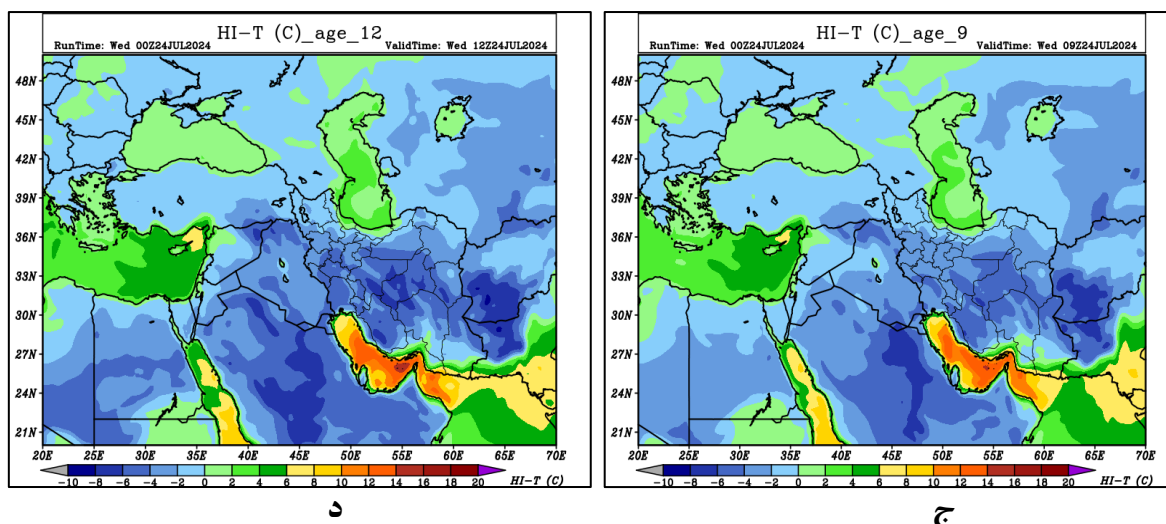 HI-T (C)_age_12
RunTime: Wed 00Z24JUL2024 ValidTime: Wed 12Z24JUL2024
48N
45N
42N
39N
36N
33N
30N
27N
24N
21N
20E 25E 30E 35E 40E 45E 50E 55E 60E 65E 70E
-10 -8 -6 -4 -2 0 2 4 6 7 8 10 12 14 16 18 20 HI-T (C)
د
HI-T (C)_age_9
RunTime: Wed 00Z24JUL2024 ValidTime: Wed 09Z24JUL2024
48N
45N
42N
39N
36N
33N
30N
27N
24N
21N
20E 25E 30E 35E 40E 45E 50E 55E 60E 65E 70E
-10 -8 -6 -4 -2 0 2 4 6 7 8 10 12 14 16 18 20 HI-T (C)
ج